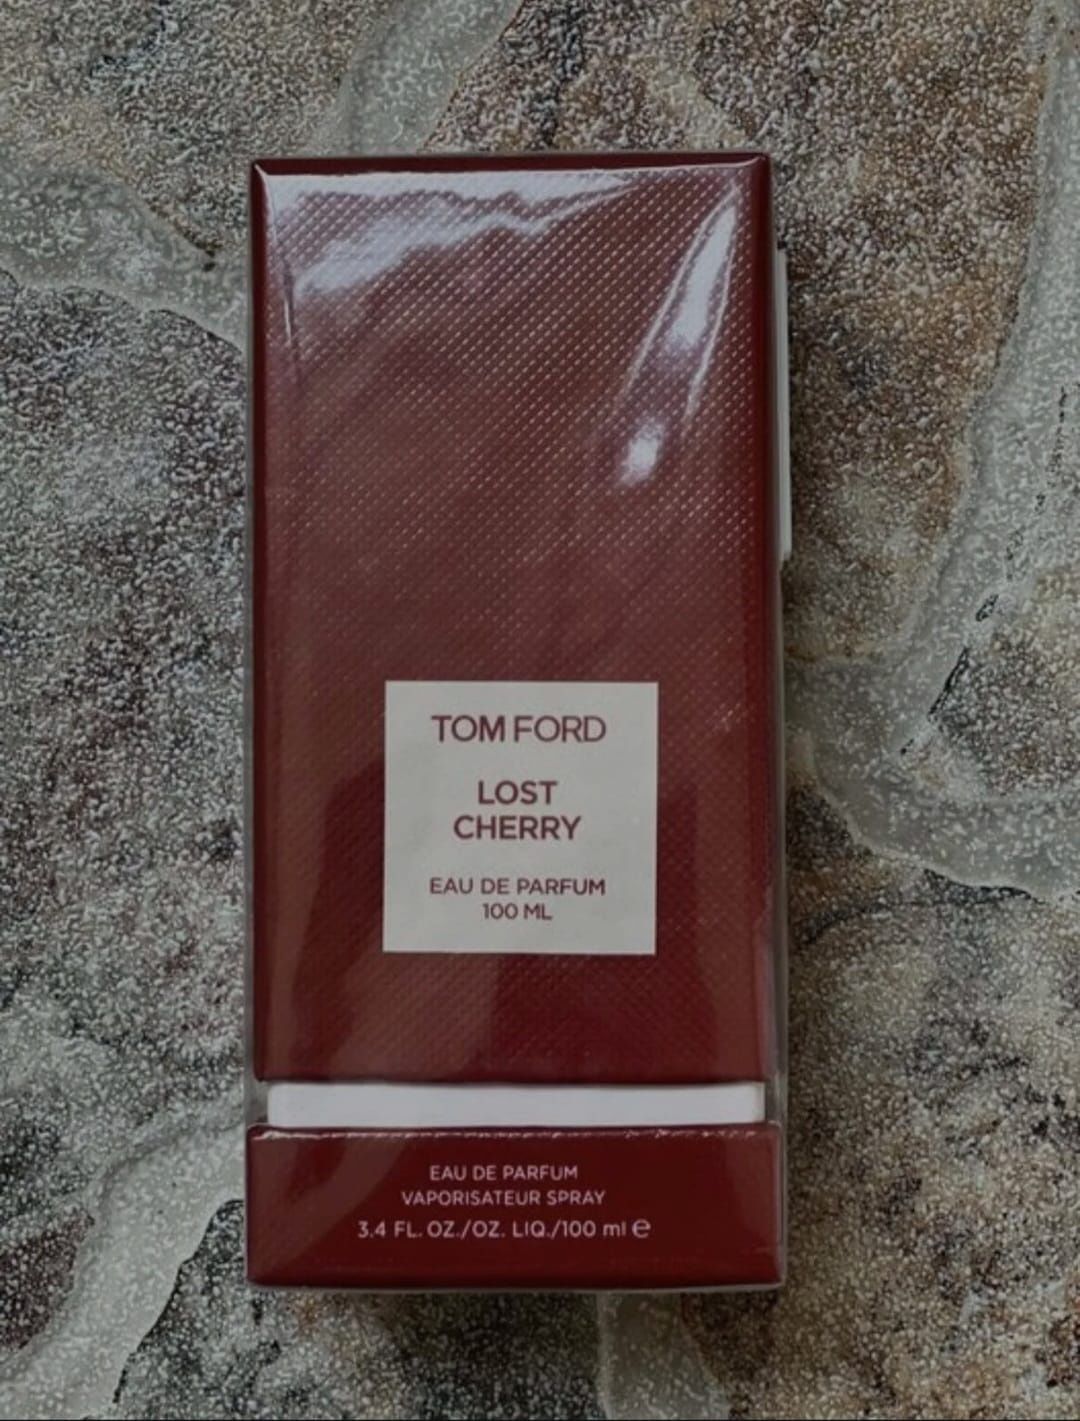 TOM FORD
LOST
CHERRY
EAU DE PARFUM
100 ML
EAU DE PARFUM
VAPORISATEUR SPRAY
3.4 FL. OZ./OZ. LIQ./100 ml ℮